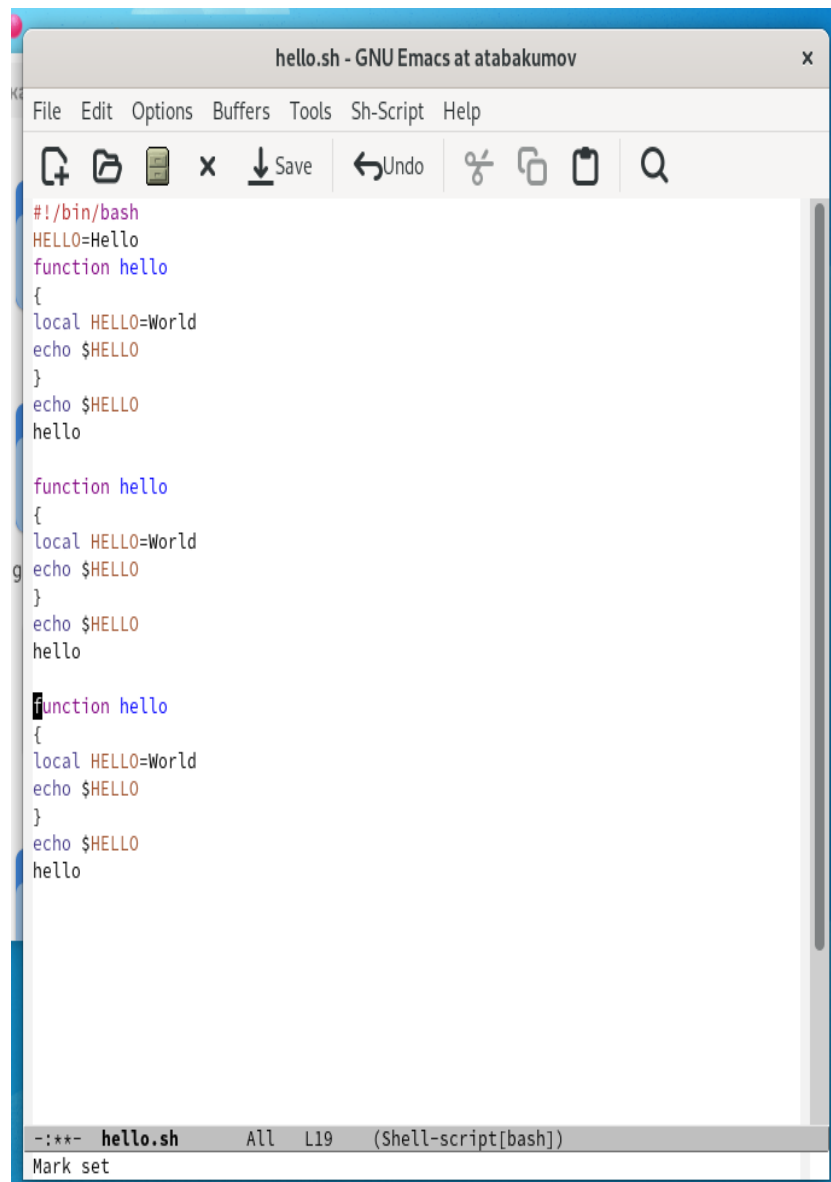 hello.sh - GNU Emacs at atabakumov x
File Edit Options Buffers Tools Sh-Script Help
Save Undo
#!/bin/bash
HELLO=Hello
function hello
{
local HELLO=World
echo $HELLO
}
echo $HELLO
hello
function hello
{
local HELLO=World
echo $HELLO
}
echo $HELLO
hello
function hello
{
local HELLO=World
echo $HELLO
}
echo $HELLO
hello
-:**- hello.sh All L19 (Shell-script[bash])
Mark set